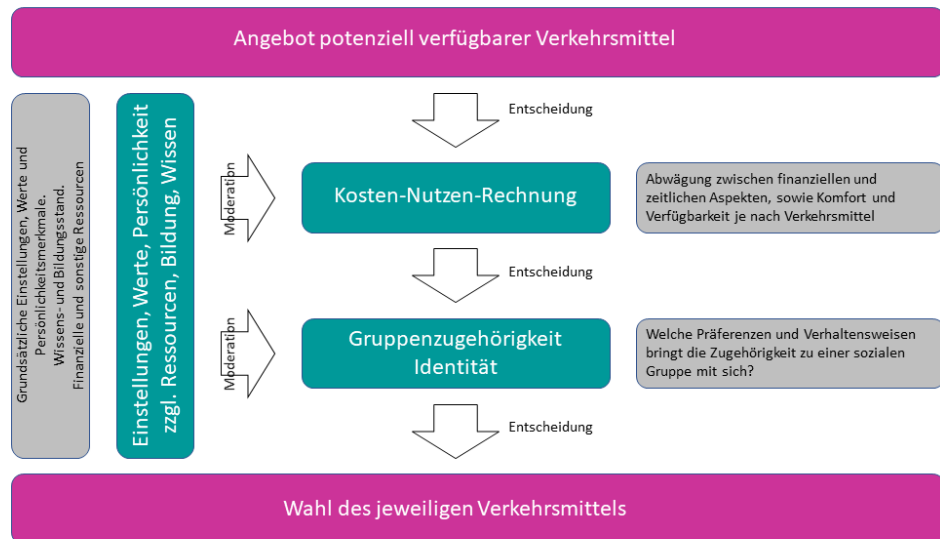 Angebot potenziell verfügbarer Verkehrsmittel
Entscheidung
Grundsätzliche Einstellungen, Werte und
Persönlichkeitsmerkmale.
Wissens- und Bildungsstand.
Finanzielle und sonstige Ressourcen
Einstellungen, Werte, Persönlichkeit
zzgl. Ressourcen, Bildung, Wissen
Moderation
Kosten-Nutzen-Rechnung
Abwägung zwischen finanziellen und
zeitlichen Aspekten, sowie Komfort und
Verfügbarkeit je nach Verkehrsmittel
Entscheidung
Moderation
Gruppenzugehörigkeit
Identität
Welche Präferenzen und Verhaltensweisen
bringt die Zugehörigkeit zu einer sozialen
Gruppe mit sich?
Entscheidung
Wahl des jeweiligen Verkehrsmittels